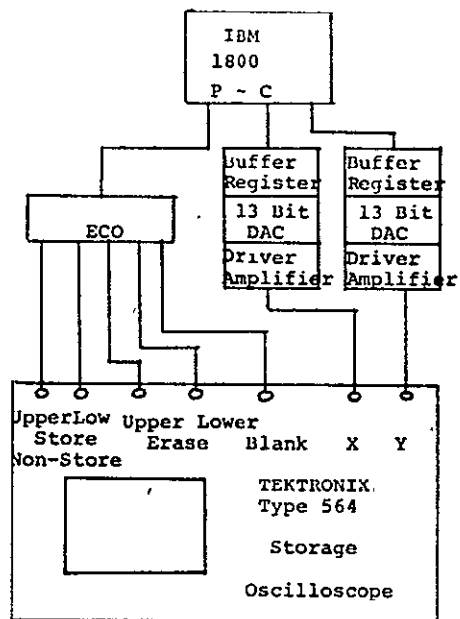 IBM
1800
P ~ C
Buffer
Register
13 Bit
DAC
Driver
Amplifier
Buffer
Register
13 Bit
DAC
Driver
Amplifier
ECO
Upper Low
Store
Non-Store
Upper Lower
Erase
Blank
X
Y
TEKTRONIX
Type 564
Storage
Oscilloscope